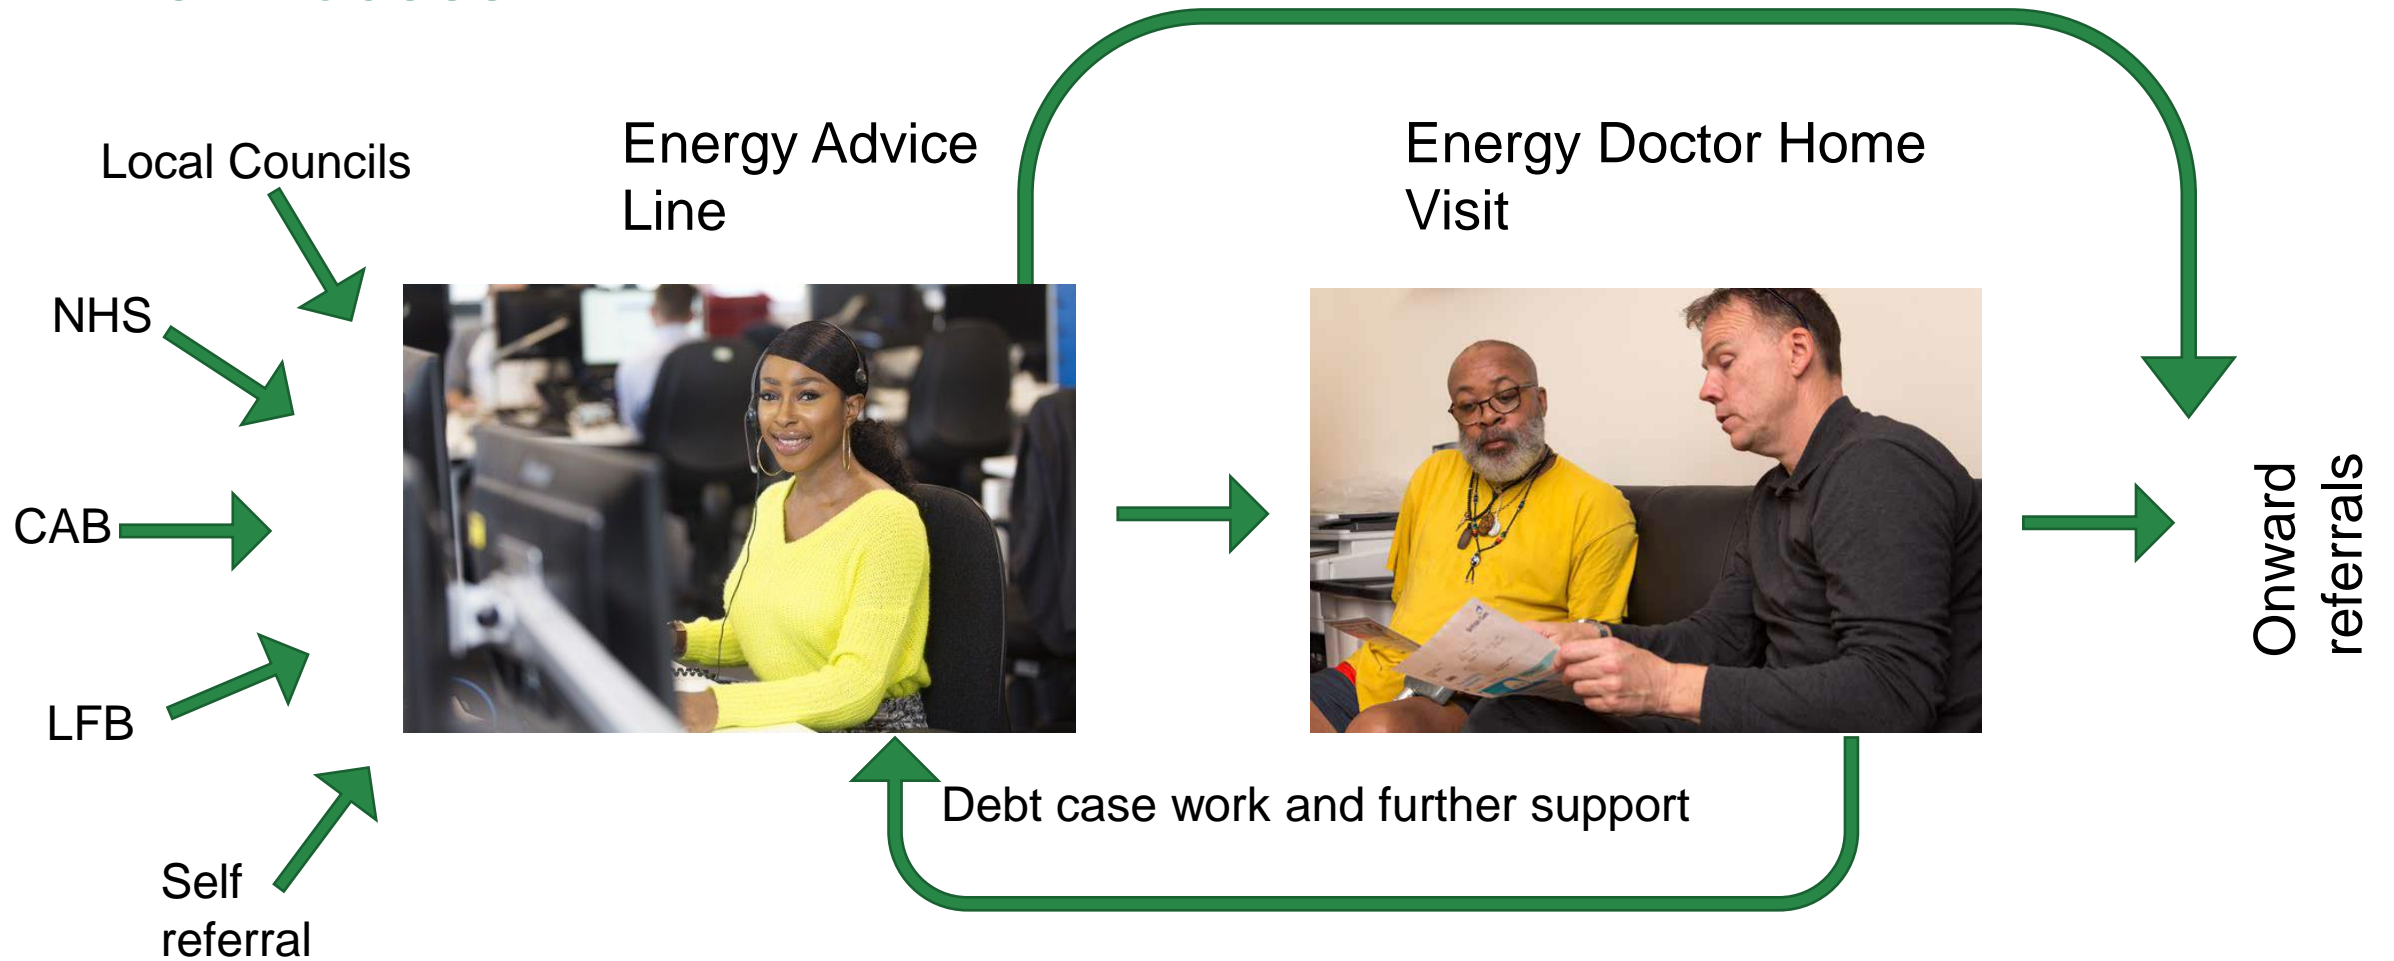 Local Councils
NHS
CAB
LFB
Self
referral
Energy Advice
Line
Energy Doctor Home
Visit
Debt case work and further support
Onward
referrals